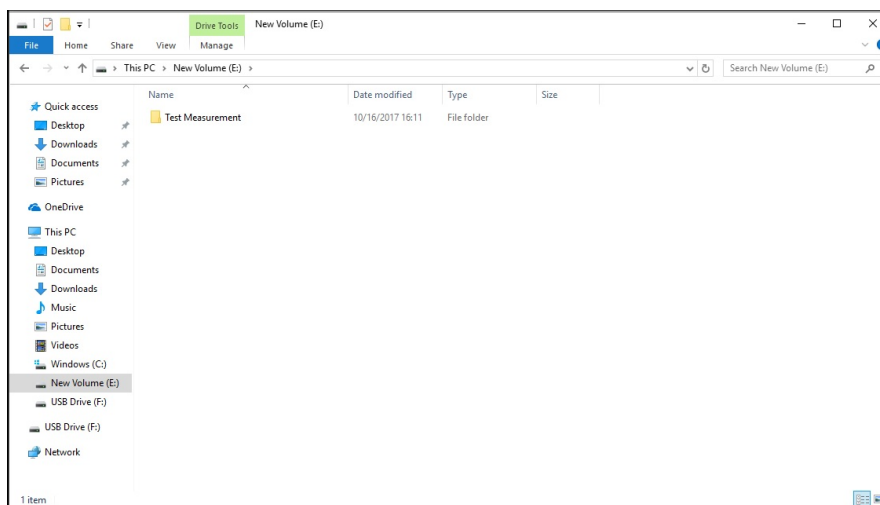 Drive Tools New Volume (E:)
File Home Share View Manage
This PC > New Volume (E:) > Search New Volume (E:)
Name Date modified Type Size
Test Measurement 10/16/2017 16:11 File folder
Quick access
Desktop
Downloads
Documents
Pictures
OneDrive
This PC
Desktop
Documents
Downloads
Music
Pictures
Videos
Windows (C:)
New Volume (E:)
USB Drive (F:)
USB Drive (F:)
Network
1 item